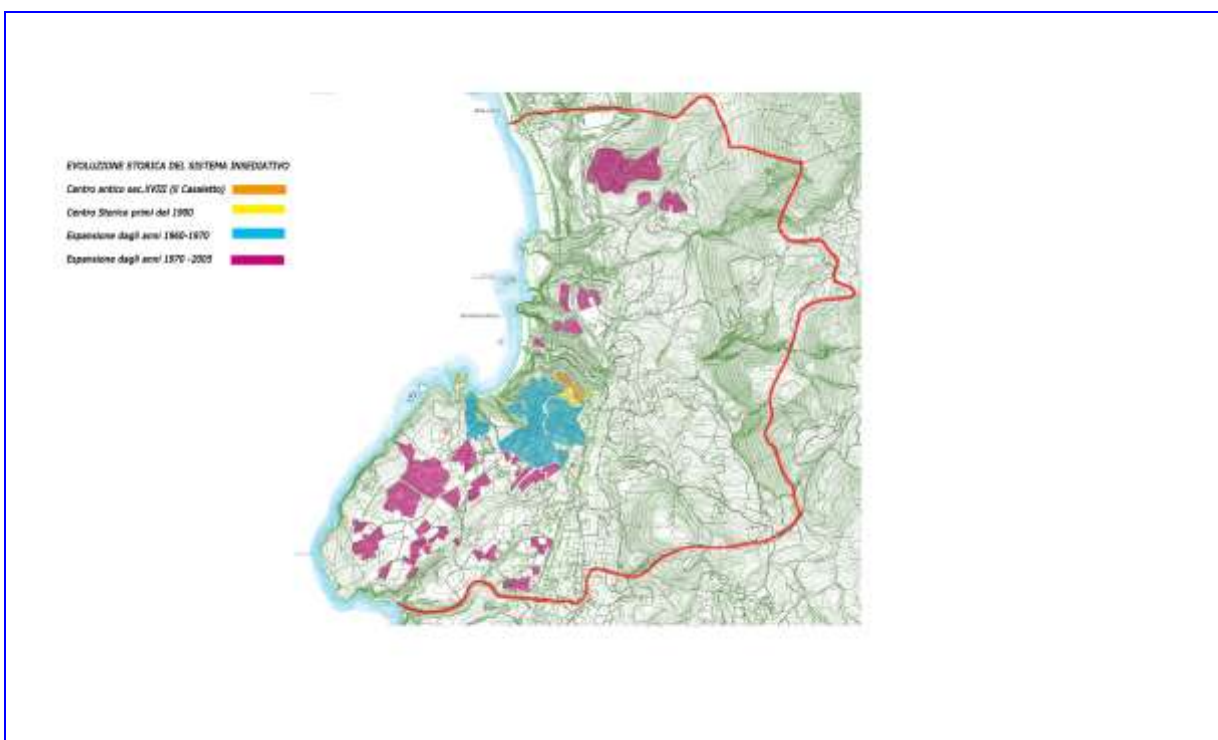 EVOLUZIONE STORICA DEL SISTEMA INSEDIATIVO
Centro antico sec.XVIII (il Casaletto)
Centro Storico primi del 1900
Espansione dagli anni 1960-1970
Espansione dagli anni 1970 -2005